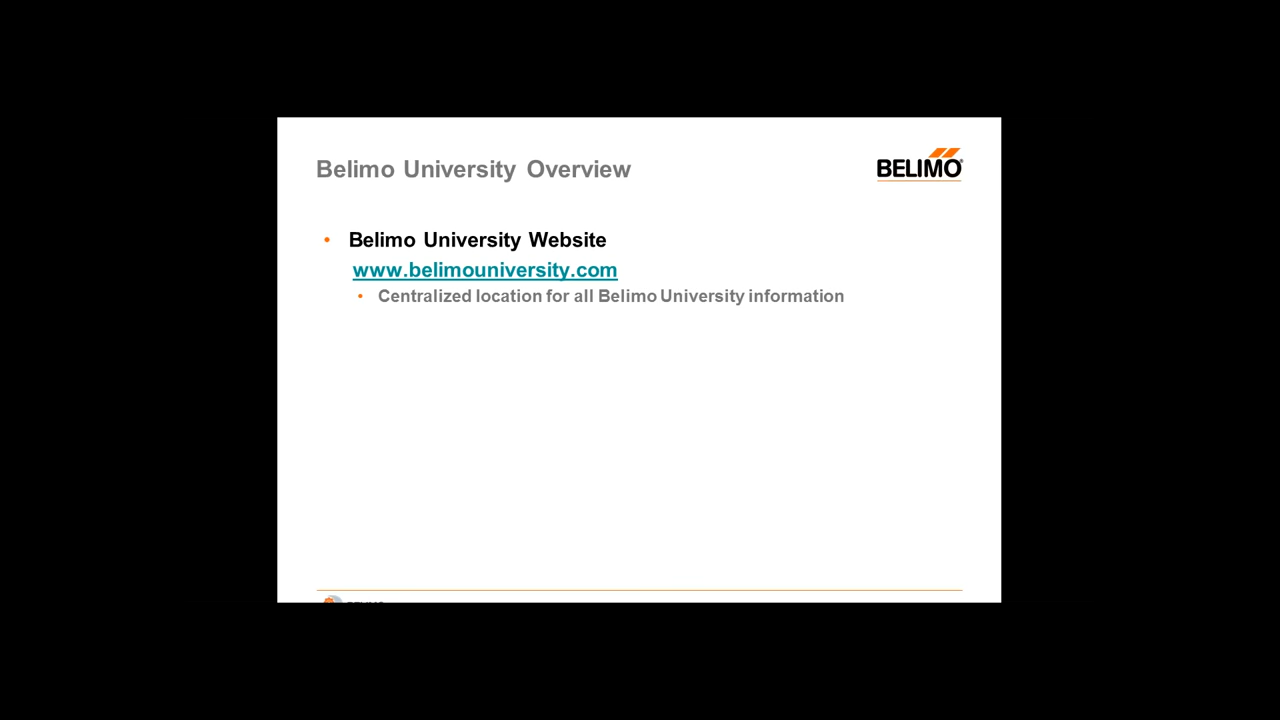 Belimo University Overview
BELIMO®
• Belimo University Website
www.belimouniversity.com
• Centralized location for all Belimo University information